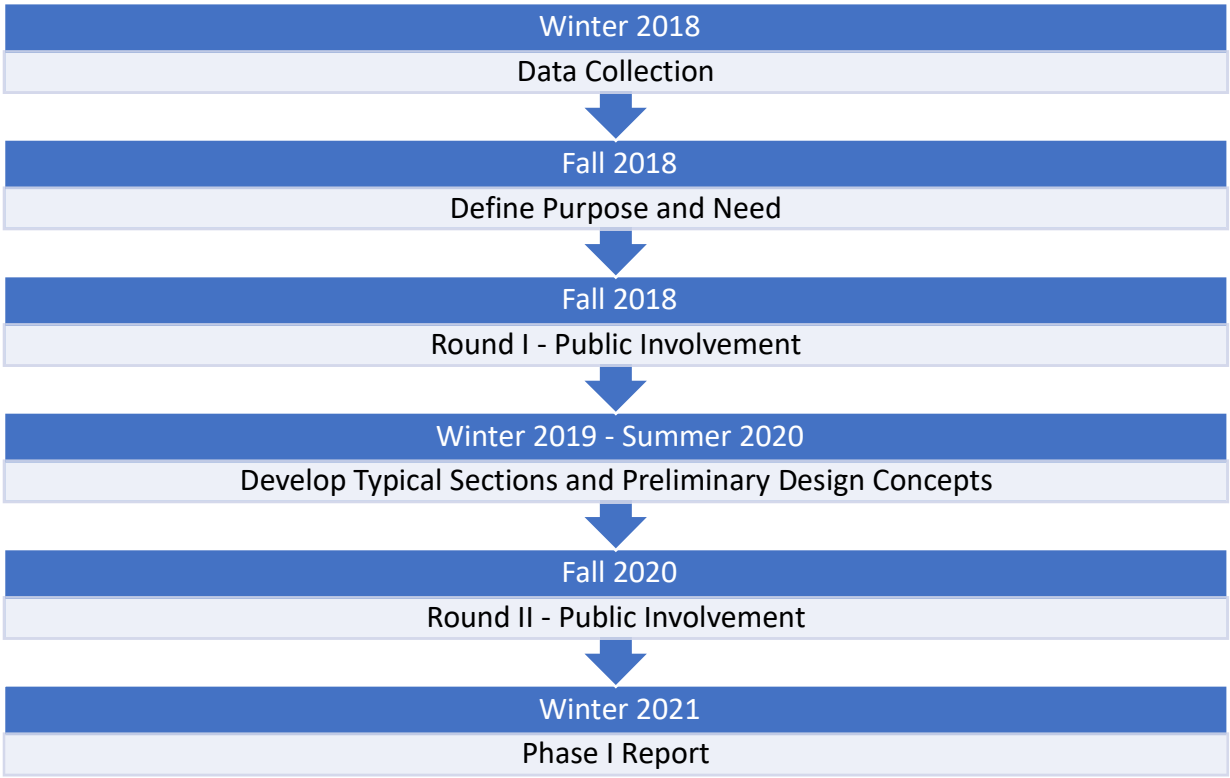 Winter 2018
Data Collection
Fall 2018
Define Purpose and Need
Fall 2018
Round I - Public Involvement
Winter 2019 - Summer 2020
Develop Typical Sections and Preliminary Design Concepts
Fall 2020
Round II - Public Involvement
Winter 2021
Phase I Report